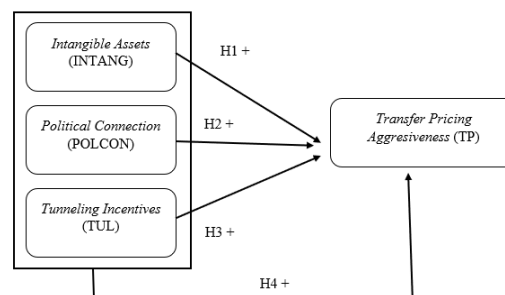 Intangible Assets
(INTANG)
H1 +
Political Connection
(POLCON)
H2 +
Transfer Pricing
Aggresiveness (TP)
Tunneling Incentives
(TUL)
H3 +
H4 +